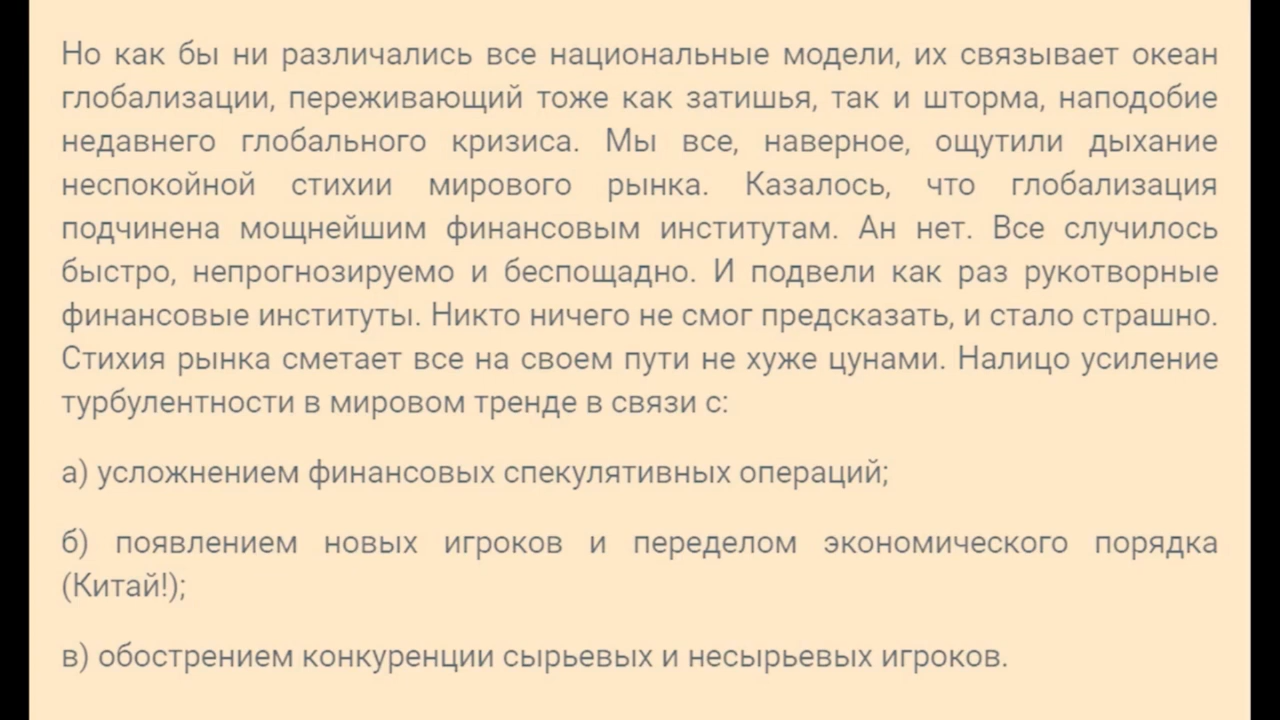 Но как бы ни различались все национальные модели, их связывает океан
глобализации, переживающий тоже как затишья, так и шторма, наподобие
недавнего глобального кризиса. Мы все, наверное, ощутили дыхание
неспокойной стихии мирового рынка. Казалось, что глобализация
подчинена мощнейшим финансовым институтам. Ан нет. Все случилось
быстро, непрогнозируемо и беспощадно. И подвели как раз рукотворные
финансовые институты. Никто ничего не смог предсказать, и стало страшно.
Стихия рынка сметает все на своем пути не хуже цунами. Налицо усиление
турбулентности в мировом тренде в связи с:
а) усложнением финансовых спекулятивных операций;
б) появлением новых игроков и переделом экономического порядка
(Китай!);
в) обострением конкуренции сырьевых и несырьевых игроков.